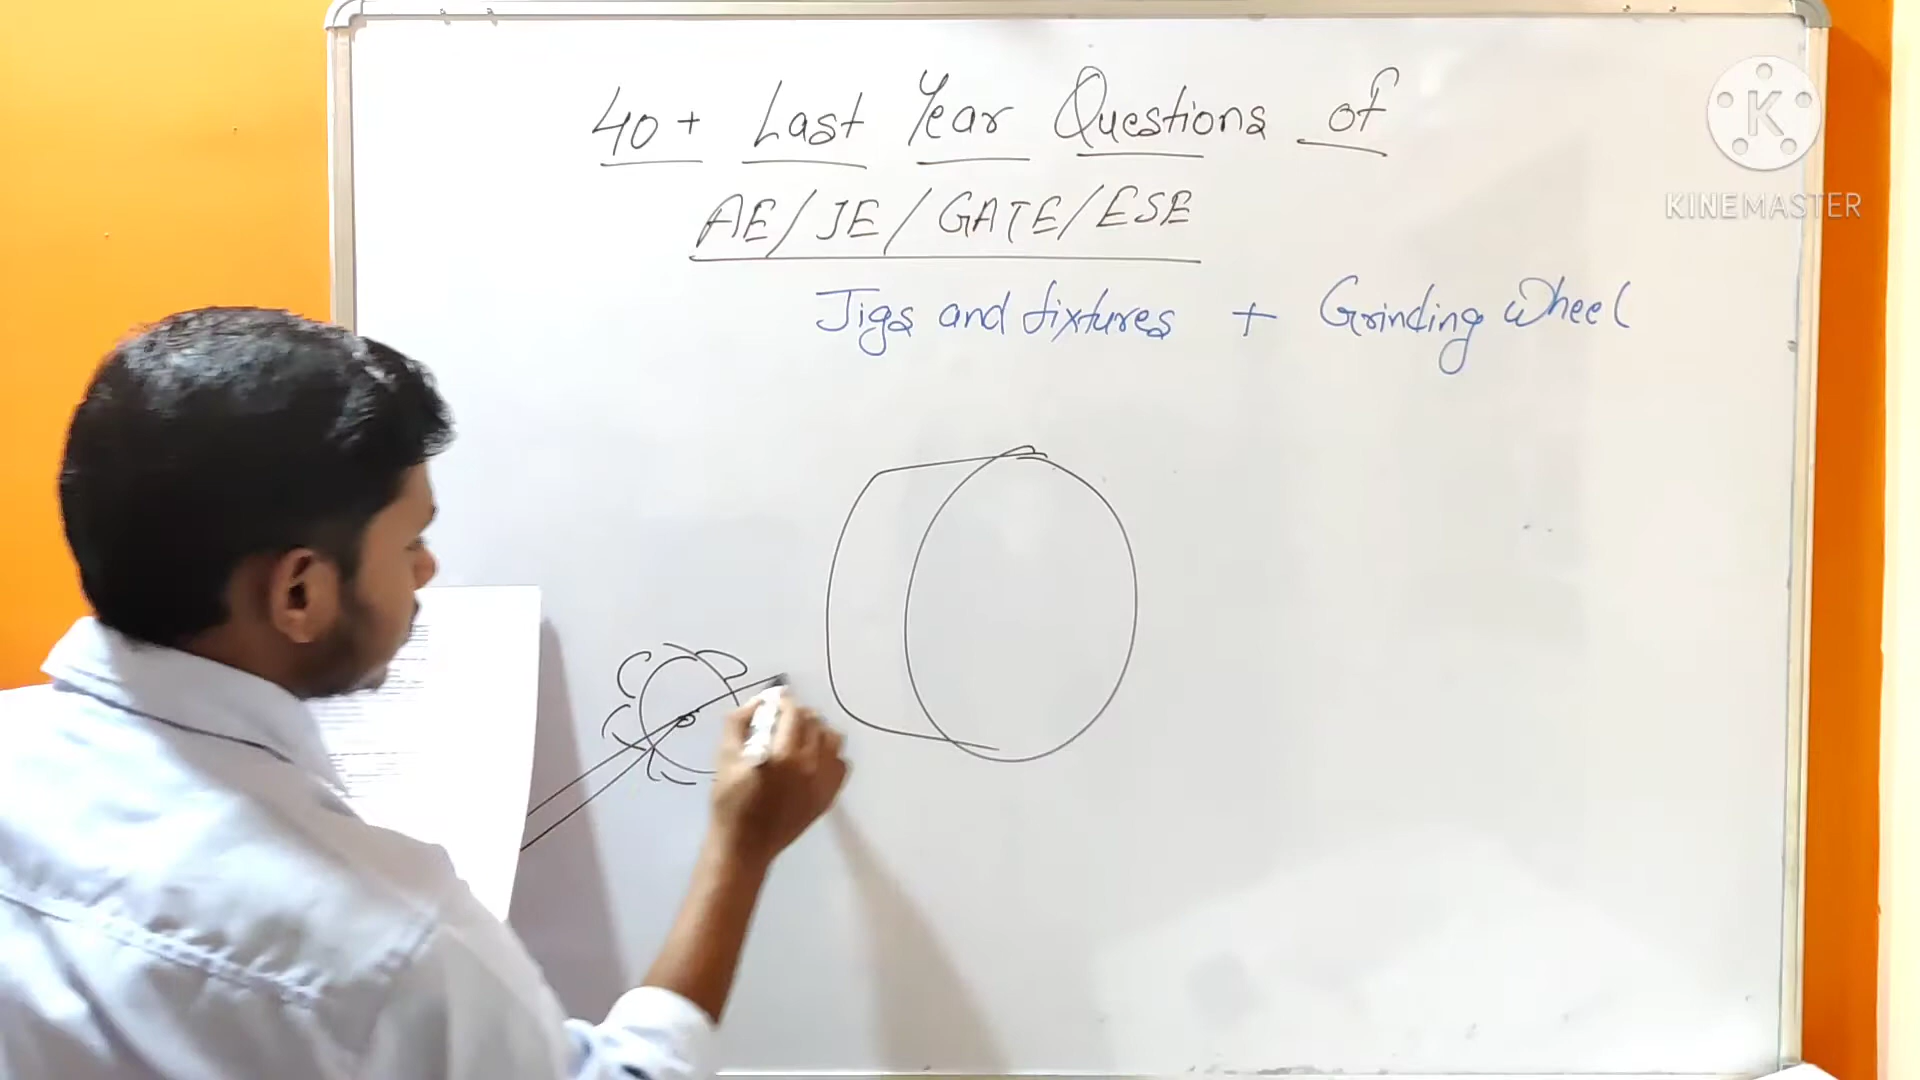 40+ Last Year Questions of
AE/JE/GATE/ESE
Jigs and fixtures + Grinding wheel
K
KINEMASTER